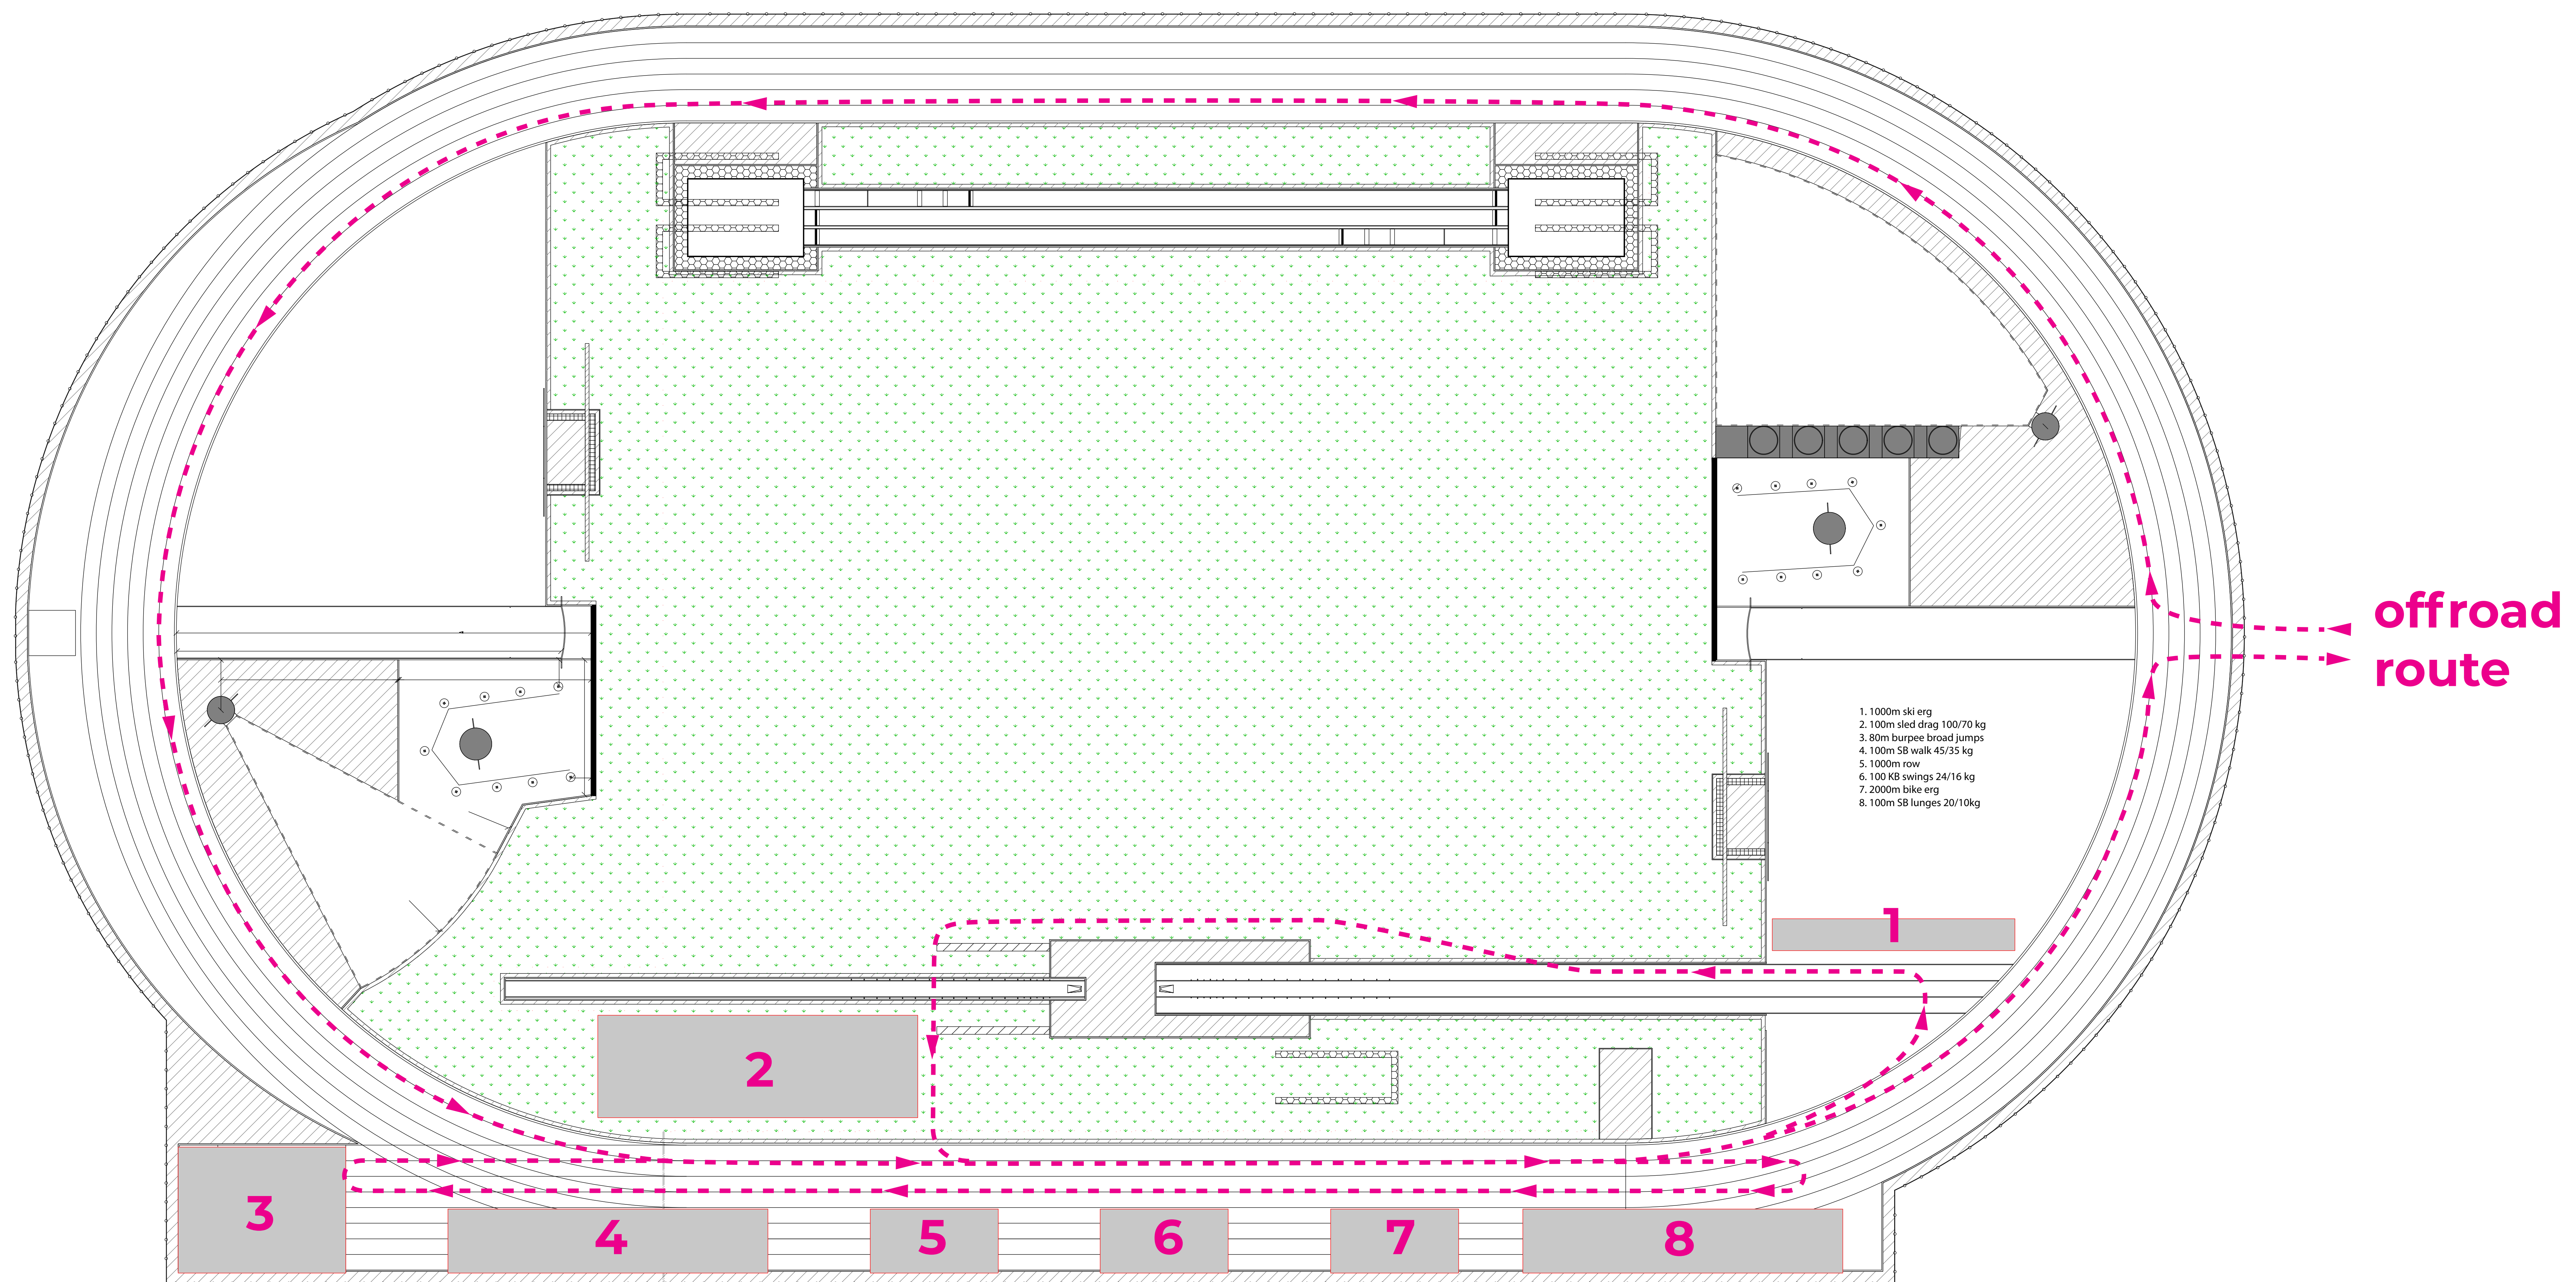 offroad
route
1. 1000m ski erg
2. 100m sled drag 100/70 kg
3. 80m burpee broad jumps
4. 100m SB walk 45/35 kg
5. 1000m row
6. 100 KB swings 24/16 kg
7. 2000m bike erg
8. 100m SB lunges 20/10kg
1
2
3
4
5
6
7
8